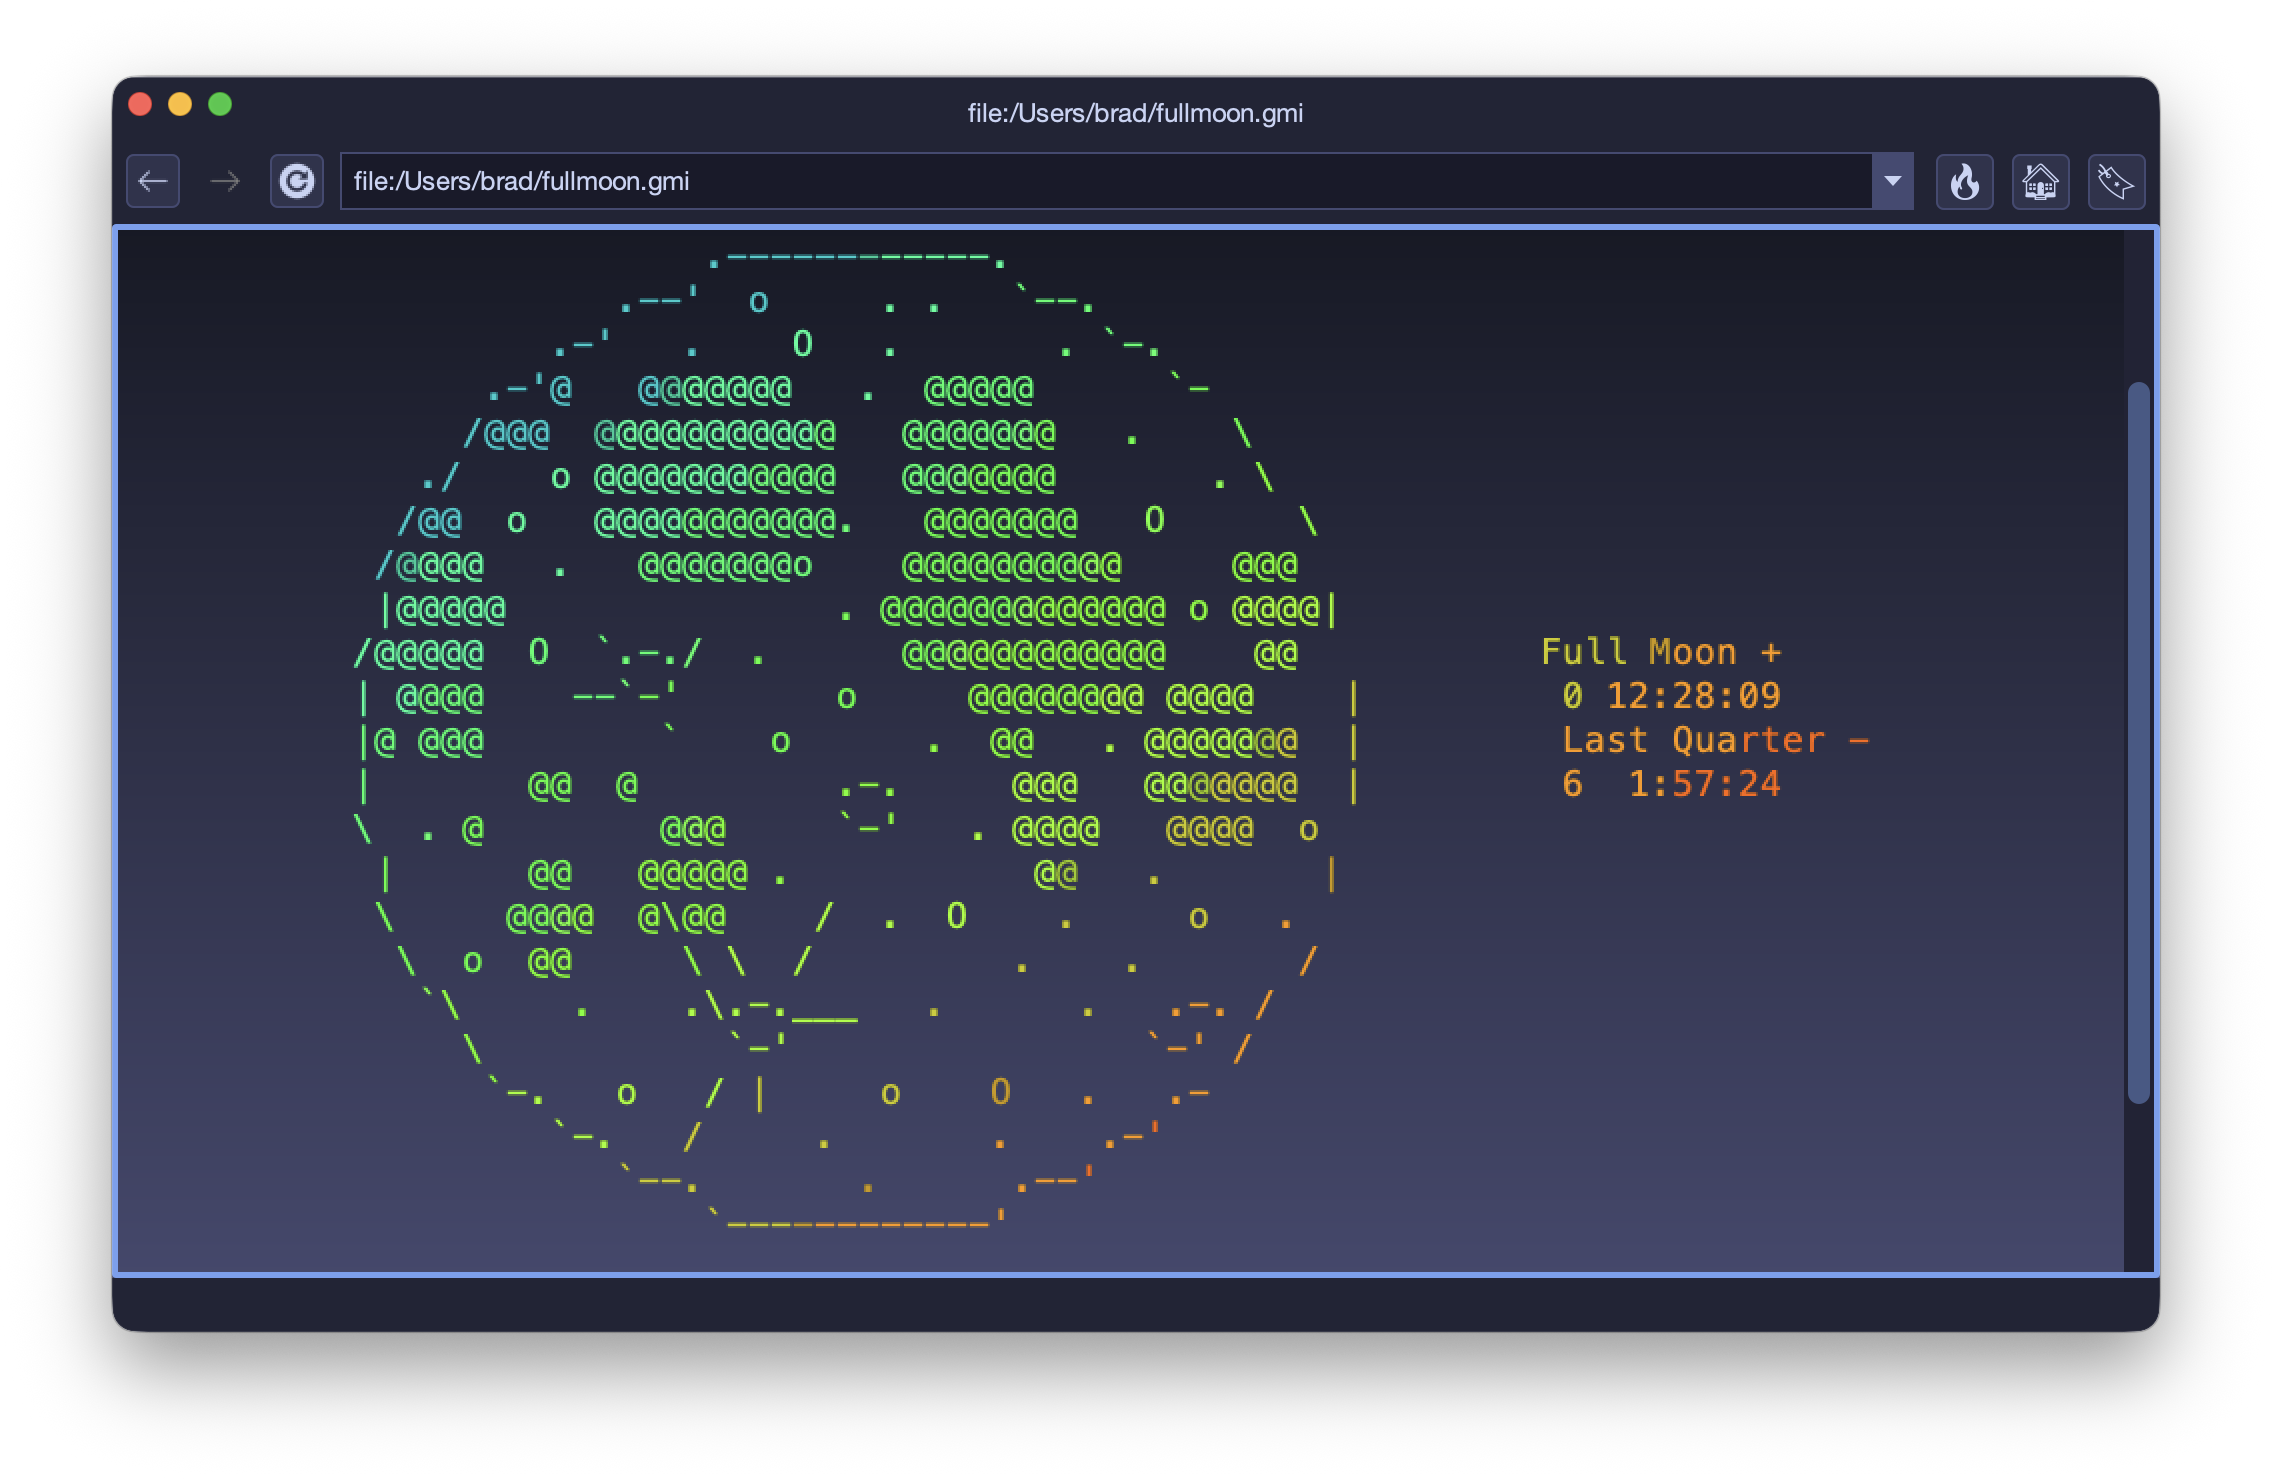 file:/Users/brad/fullmoon.gmi
file:/Users/brad/fullmoon.gmi
Full Moon +
0 12:28:09
Last Quarter -
6  1:57:24